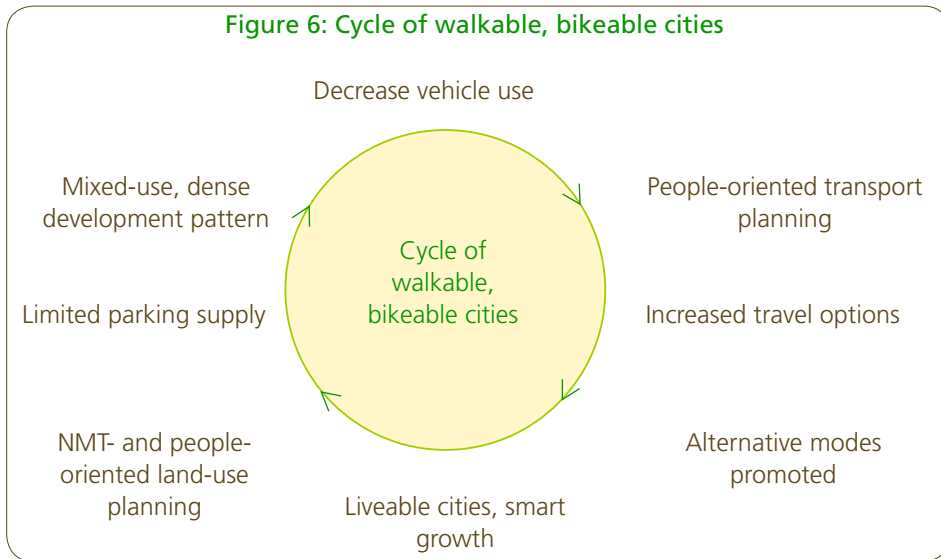 Figure 6: Cycle of walkable, bikeable cities
Decrease vehicle use
Mixed-use, dense
development pattern
People-oriented transport
planning
Cycle of
walkable,
bikeable cities
Limited parking supply
Increased travel options
NMT- and people-
oriented land-use
planning
Alternative modes
promoted
Liveable cities, smart
growth